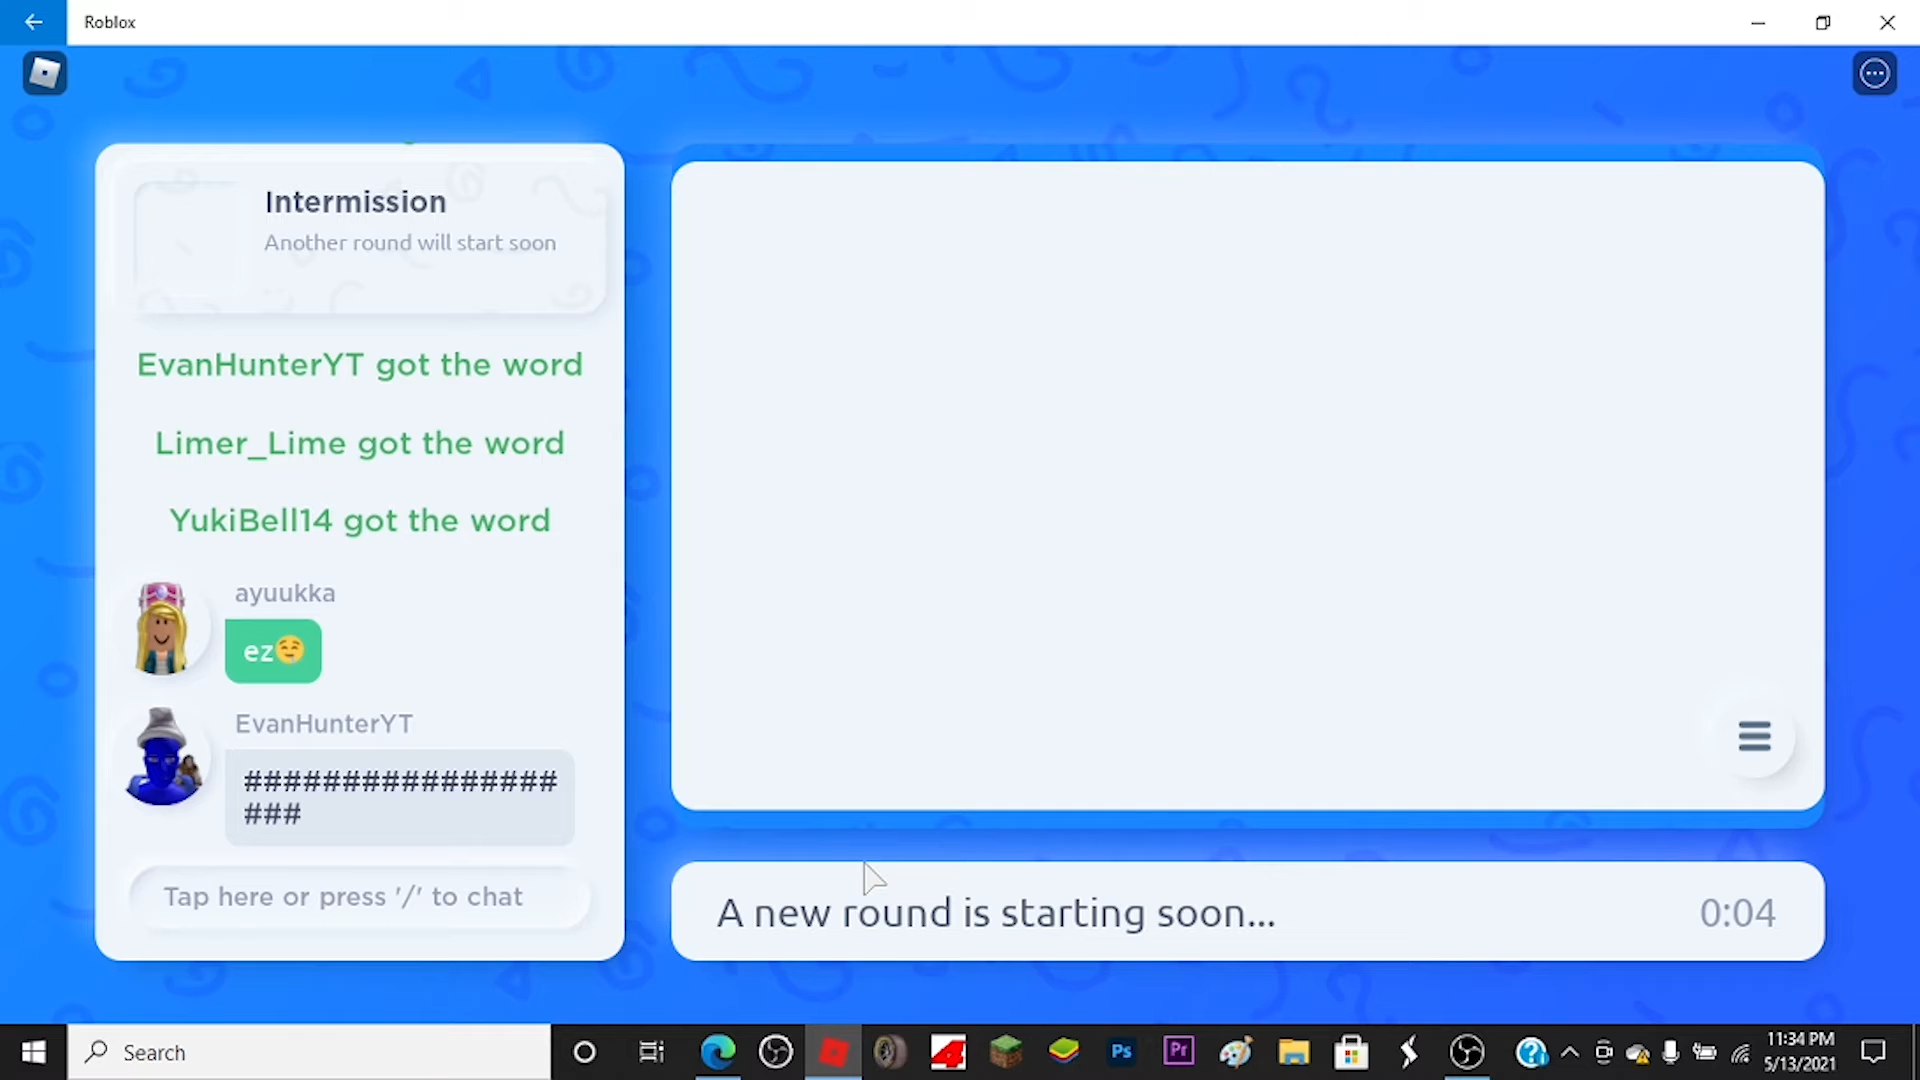 Roblox
Intermission
Another round will start soon
EvanHunterYT got the word
Limer_Lime got the word
YukiBell14 got the word
ayuukka
ez🤤
EvanHunterYT
################
###
Tap here or press '/' to chat
A new round is starting soon...
0:04
Search
Ps
Pr
11:34 PM
5/13/2021